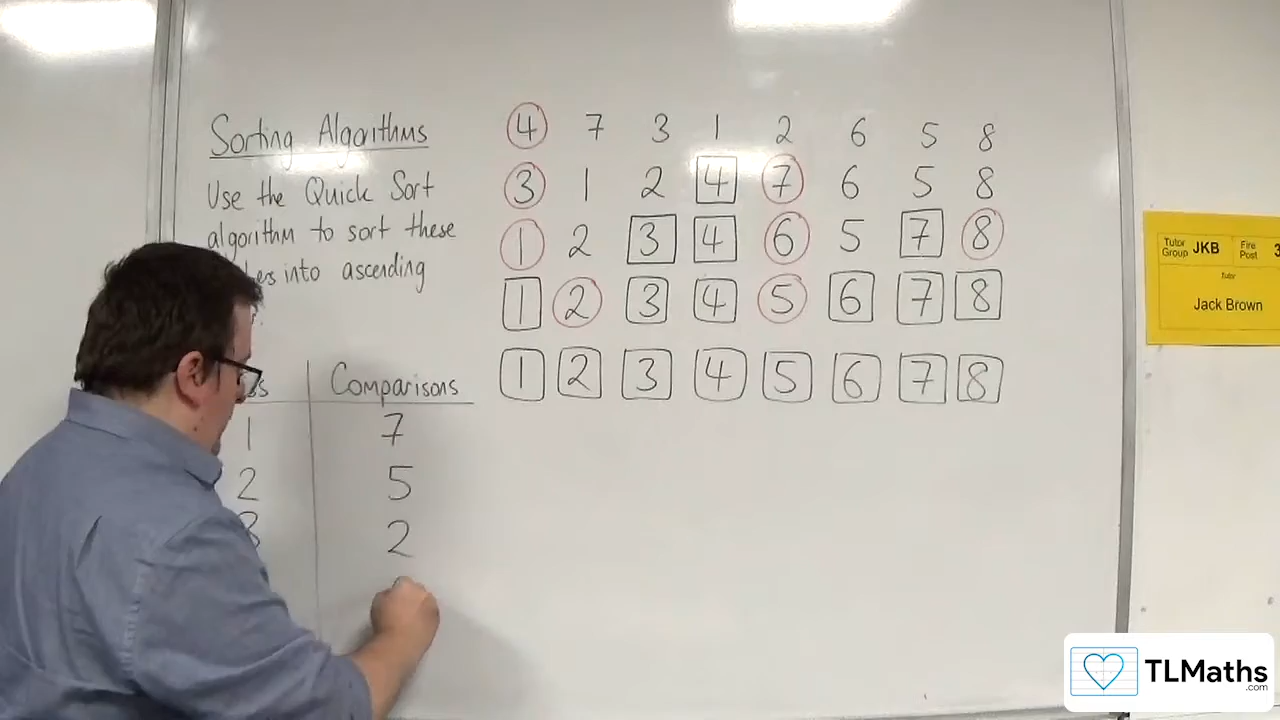 Sorting Algorithms
Use the Quick Sort
algorithm to sort these
into ascending
4 7 3 1 2 6 5 8
3 1 2 4 7 6 5 8
1 2 3 4 6 5 7 8
1 2 3 4 5 6 7 8
1 2 3 4 5 6 7 8
Comparisons
1 7
2 5
3 2
Tutor Group JKB Fire Post 3
Tutor
Jack Brown
TLMaths
.com